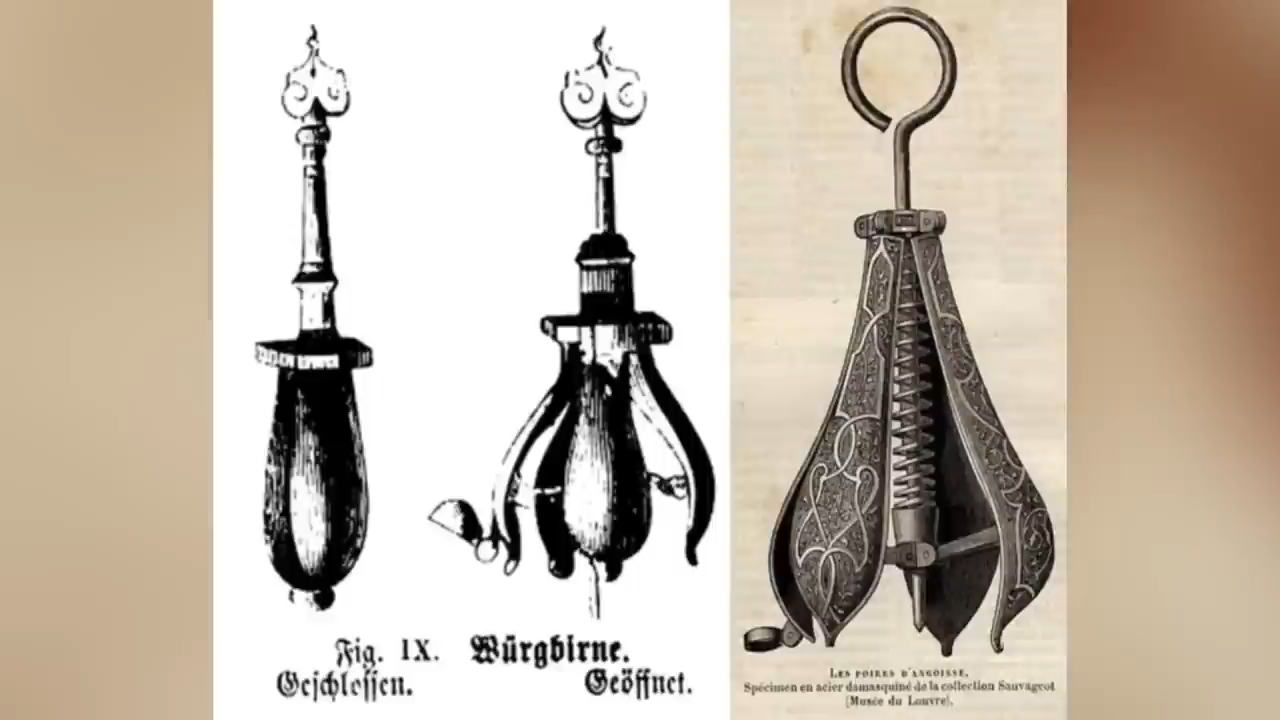 Fig. IX. Würgbirne.
Geschlossen. Geöffnet.
LES POIRES D'ANGOISSE.
Spécimen en acier damasquiné de la collection Sauvageot
(Musée du Louvre).